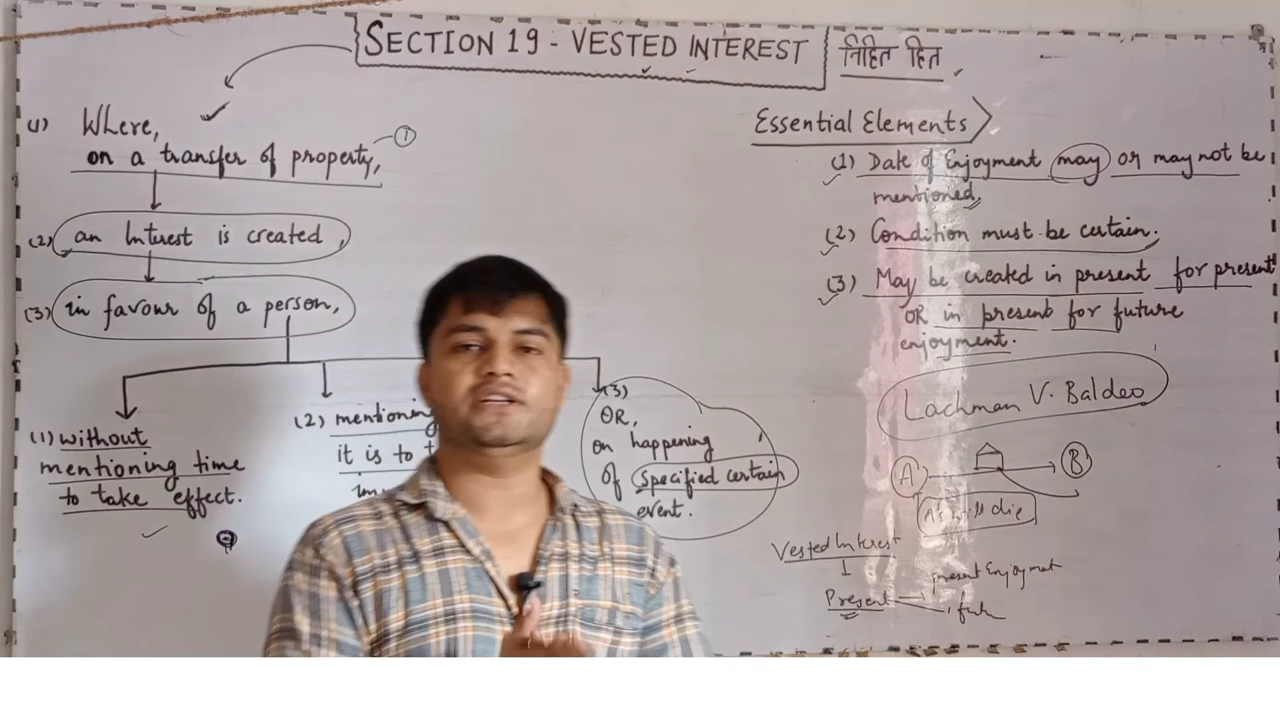 SECTION 19 - VESTED INTEREST
निहित हित
(1) Where,
on a transfer of property, (1)
(2) an Interest is created,
(3) in favour of a person,
(1) without
mentioning time
to take effect.
(2) mentioning
it is to
(3)
OR,
on happening
of specified certain
event.
Essential Elements
(1) Date of Enjoyment may or may not be
mentioned,
(2) Condition must be certain.
(3) May be created in present for present
OR in present for future
enjoyment.
Lachman V. Baldeo
A B
A's will die
Vested Interest
Present
present Enjoyment